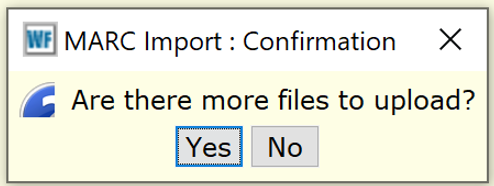 WF MARC Import : Confirmation
Are there more files to upload?
Yes No